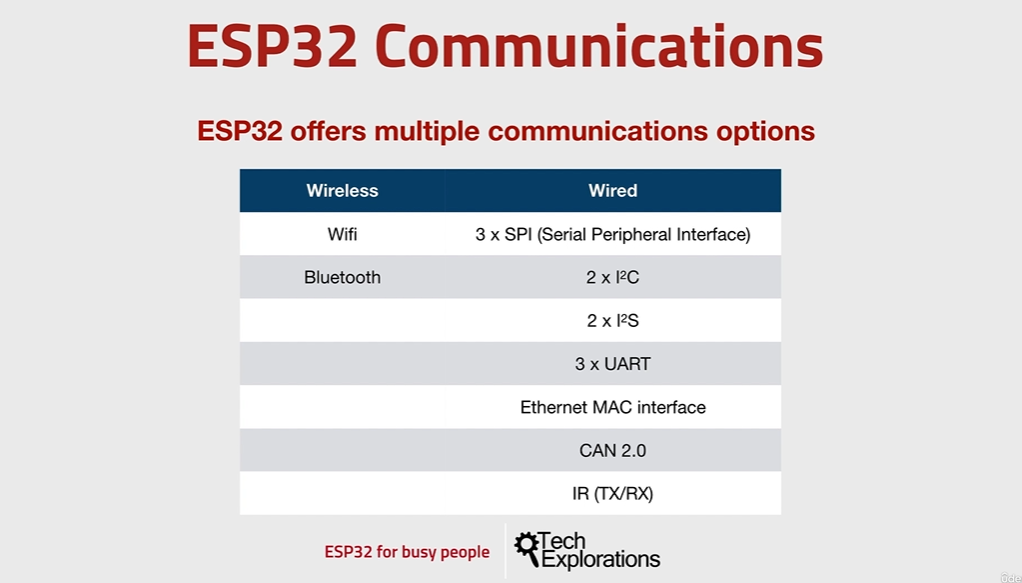 ESP32 Communications
ESP32 offers multiple communications options
Wireless Wired
Wifi 3 x SPI (Serial Peripheral Interface)
Bluetooth 2 x I²C
2 x I²S
3 x UART
Ethernet MAC interface
CAN 2.0
IR (TX/RX)
ESP32 for busy people
Tech
Explorations